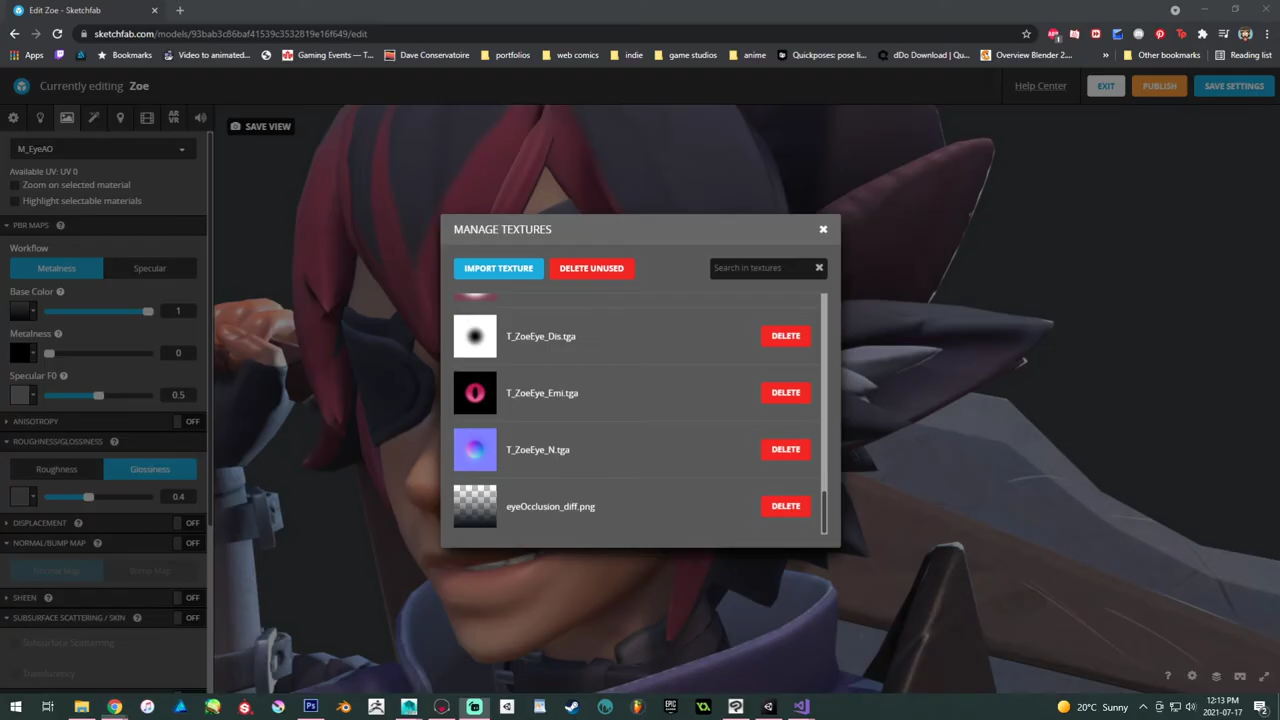 Edit Zoe - Sketchfab
sketchfab.com/models/93bab3c86baf41539c3532819e16f649/edit
Apps
Bookmarks
Video to animated...
Gaming Events -...
Dave Conservatoire
portfolios
web comics
indie
game studios
anime
Quickposes: pose li...
dDo Download | Qu...
Overview Blender 2...
Other bookmarks
Reading list
Currently editing Zoe
Help Center
EXIT
PUBLISH
SAVE SETTINGS
AR
VR
SAVE VIEW
M_EyeAO
Available UV: UV 0
Zoom on selected material
Highlight selectable materials
PBR MAPS
Workflow
Metalness
Specular
Base Color
1
Metalness
0
Specular F0
0.5
ANISOTROPY
OFF
ROUGHNESS/GLOSSINESS
Roughness
Glossiness
0.4
DISPLACEMENT
OFF
NORMAL/BUMP MAP
OFF
Normal Map
Bump Map
SHEEN
OFF
SUBSURFACE SCATTERING / SKIN
OFF
Subsurface Scattering
Translucency
MANAGE TEXTURES
IMPORT TEXTURE
DELETE UNUSED
Search in textures
T_ZoeEye_Dis.tga
DELETE
T_ZoeEye_Emi.tga
DELETE
T_ZoeEye_N.tga
DELETE
eyeOcclusion_diff.png
DELETE
20°C Sunny
12:13 PM
2021-07-17